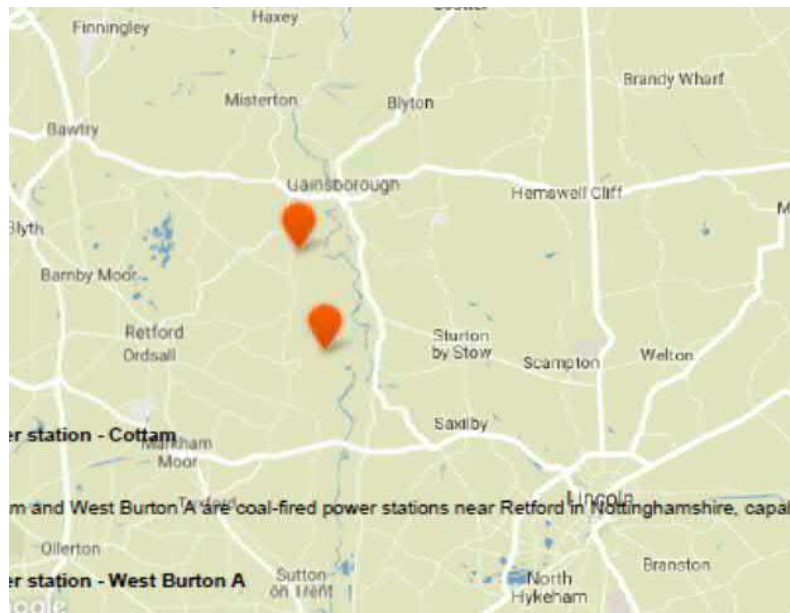 Haxey
Finningley
Brandy Wharf
Misterton
Blyton
Bawtry
Gainsborough
Hemswell Cliff
M
Blyth
Barnby Moor
Retford
Ordsall
Sturton
by Stow
Scampton
Welton
Saxilby
er station - Cottam
Markham
Moor
Lincoln
Tuxford
m and West Burton A are coal-fired power stations near Retford in Nottinghamshire, capal
Ollerton
Branston
er station - West Burton A
Sutton
on Trent
North
Hykeham